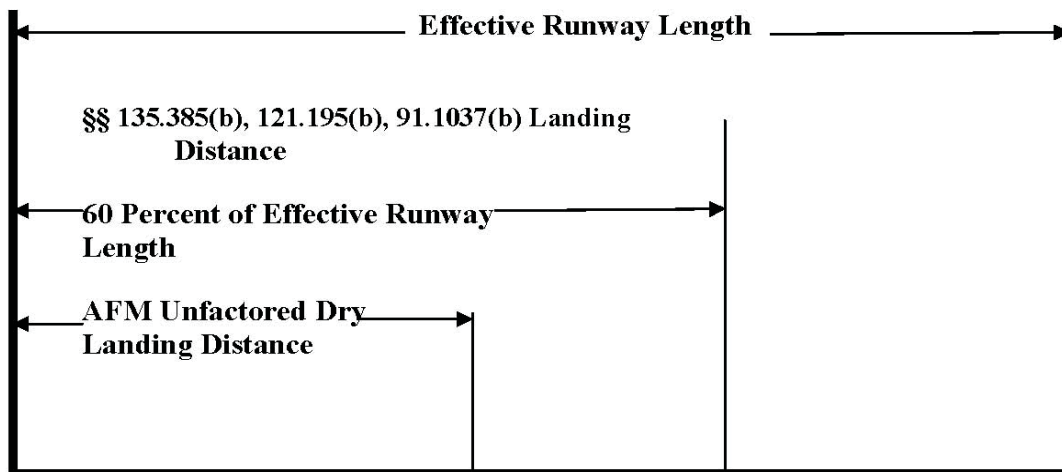 Effective Runway Length
§§ 135.385(b), 121.195(b), 91.1037(b) Landing
Distance
60 Percent of Effective Runway
Length
AFM Unfactored Dry
Landing Distance